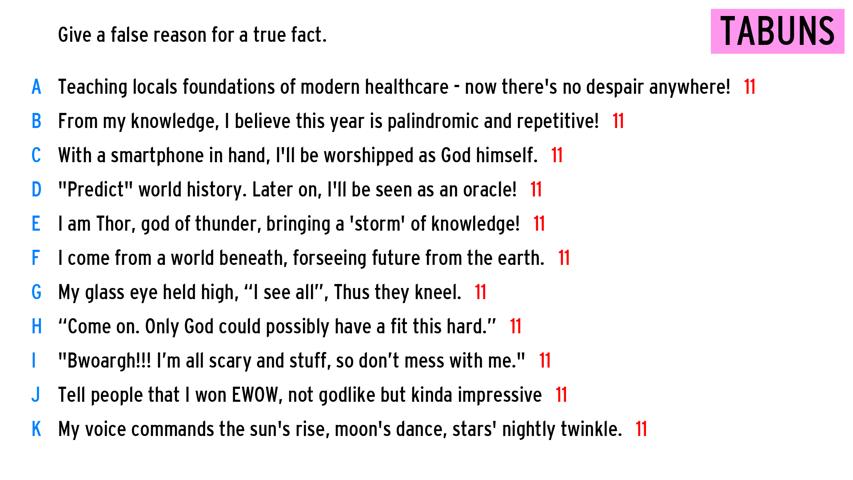 Give a false reason for a true fact.
TABUNS
A Teaching locals foundations of modern healthcare - now there's no despair anywhere! 11
B From my knowledge, I believe this year is palindromic and repetitive! 11
C With a smartphone in hand, I'll be worshipped as God himself. 11
D "Predict" world history. Later on, I'll be seen as an oracle! 11
E I am Thor, god of thunder, bringing a 'storm' of knowledge! 11
F I come from a world beneath, forseeing future from the earth. 11
G My glass eye held high, “I see all”, Thus they kneel. 11
H “Come on. Only God could possibly have a fit this hard.” 11
I "Bwoargh!!! I’m all scary and stuff, so don’t mess with me." 11
J Tell people that I won EWOW, not godlike but kinda impressive 11
K My voice commands the sun's rise, moon's dance, stars' nightly twinkle. 11